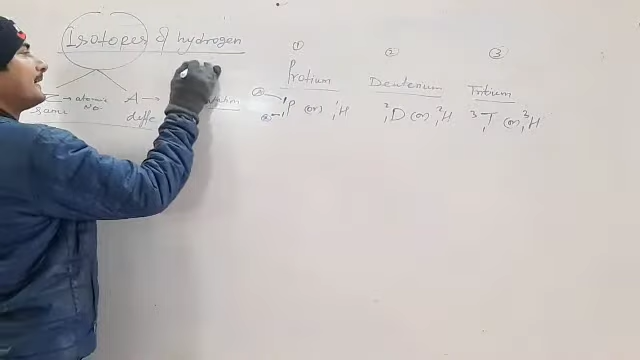 Isotopes of hydrogen
Z → atomic No.
same
A →
diffe
①
Protium
¹₁P (or) ¹₁H
②
Deuterium
²₁D (or) ²₁H
③
Tritium
³₁T (or) ³₁H